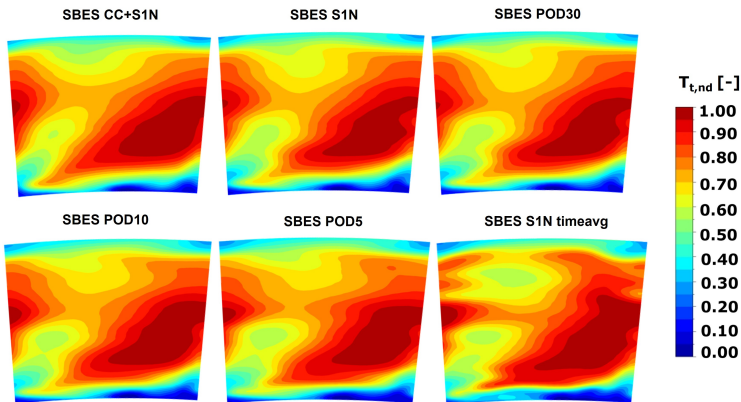 SBES CC+S1N
SBES S1N
SBES POD30
T t,nd [-]
1.00
0.90
0.80
0.70
0.60
0.50
0.40
0.30
0.20
0.10
0.00
SBES POD10
SBES POD5
SBES S1N timeavg